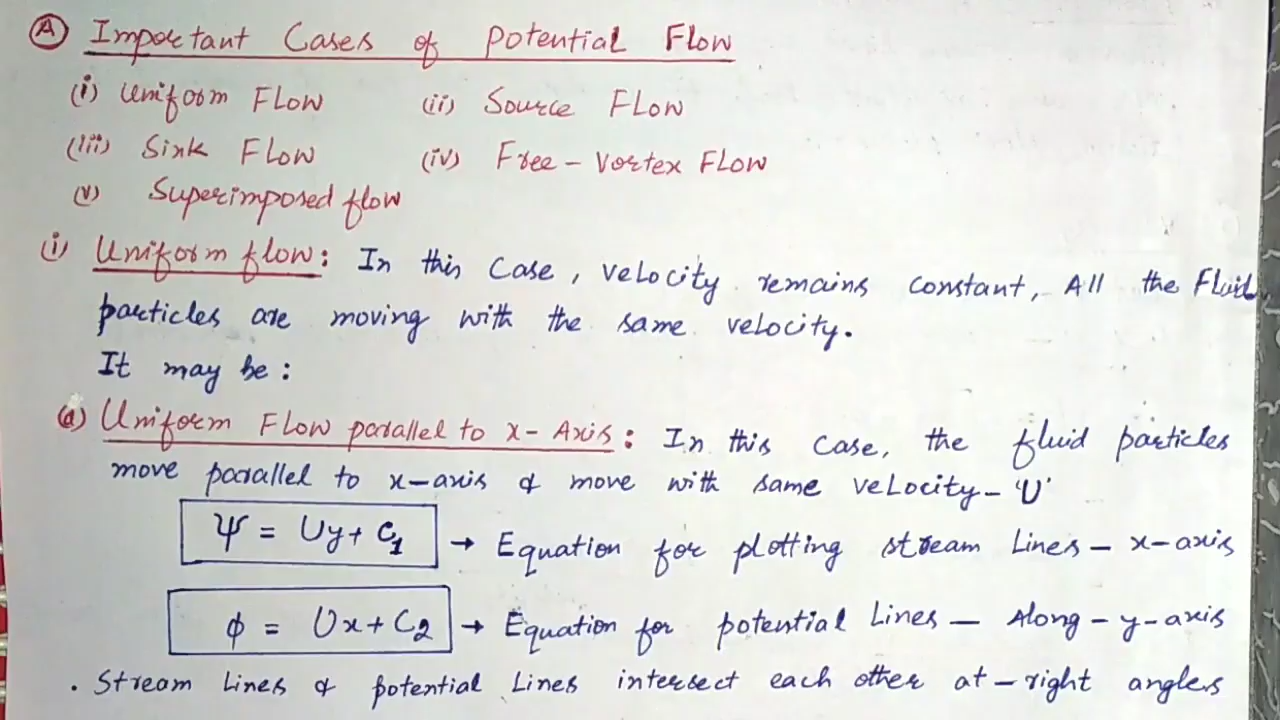 (A) Important Cases of potential Flow
(i) Uniform Flow (ii) Source Flow
(iii) Sink Flow (iv) Free - Vortex Flow
(v) Superimposed flow
(i) Uniform flow: In this case, velocity remains constant, All the Fluid
particles are moving with the same velocity.
It may be:
(a) Uniform Flow parallel to x-Axis: In this case, the fluid particles
move parallel to x-axis & move with same velocity - 'U'
Ψ = Uy + C₁ → Equation for plotting stream Lines - x-axis
ϕ = Ux + C₂ → Equation for potential Lines - Along - y-axis
. Stream Lines & potential Lines intersect each other at - right angles